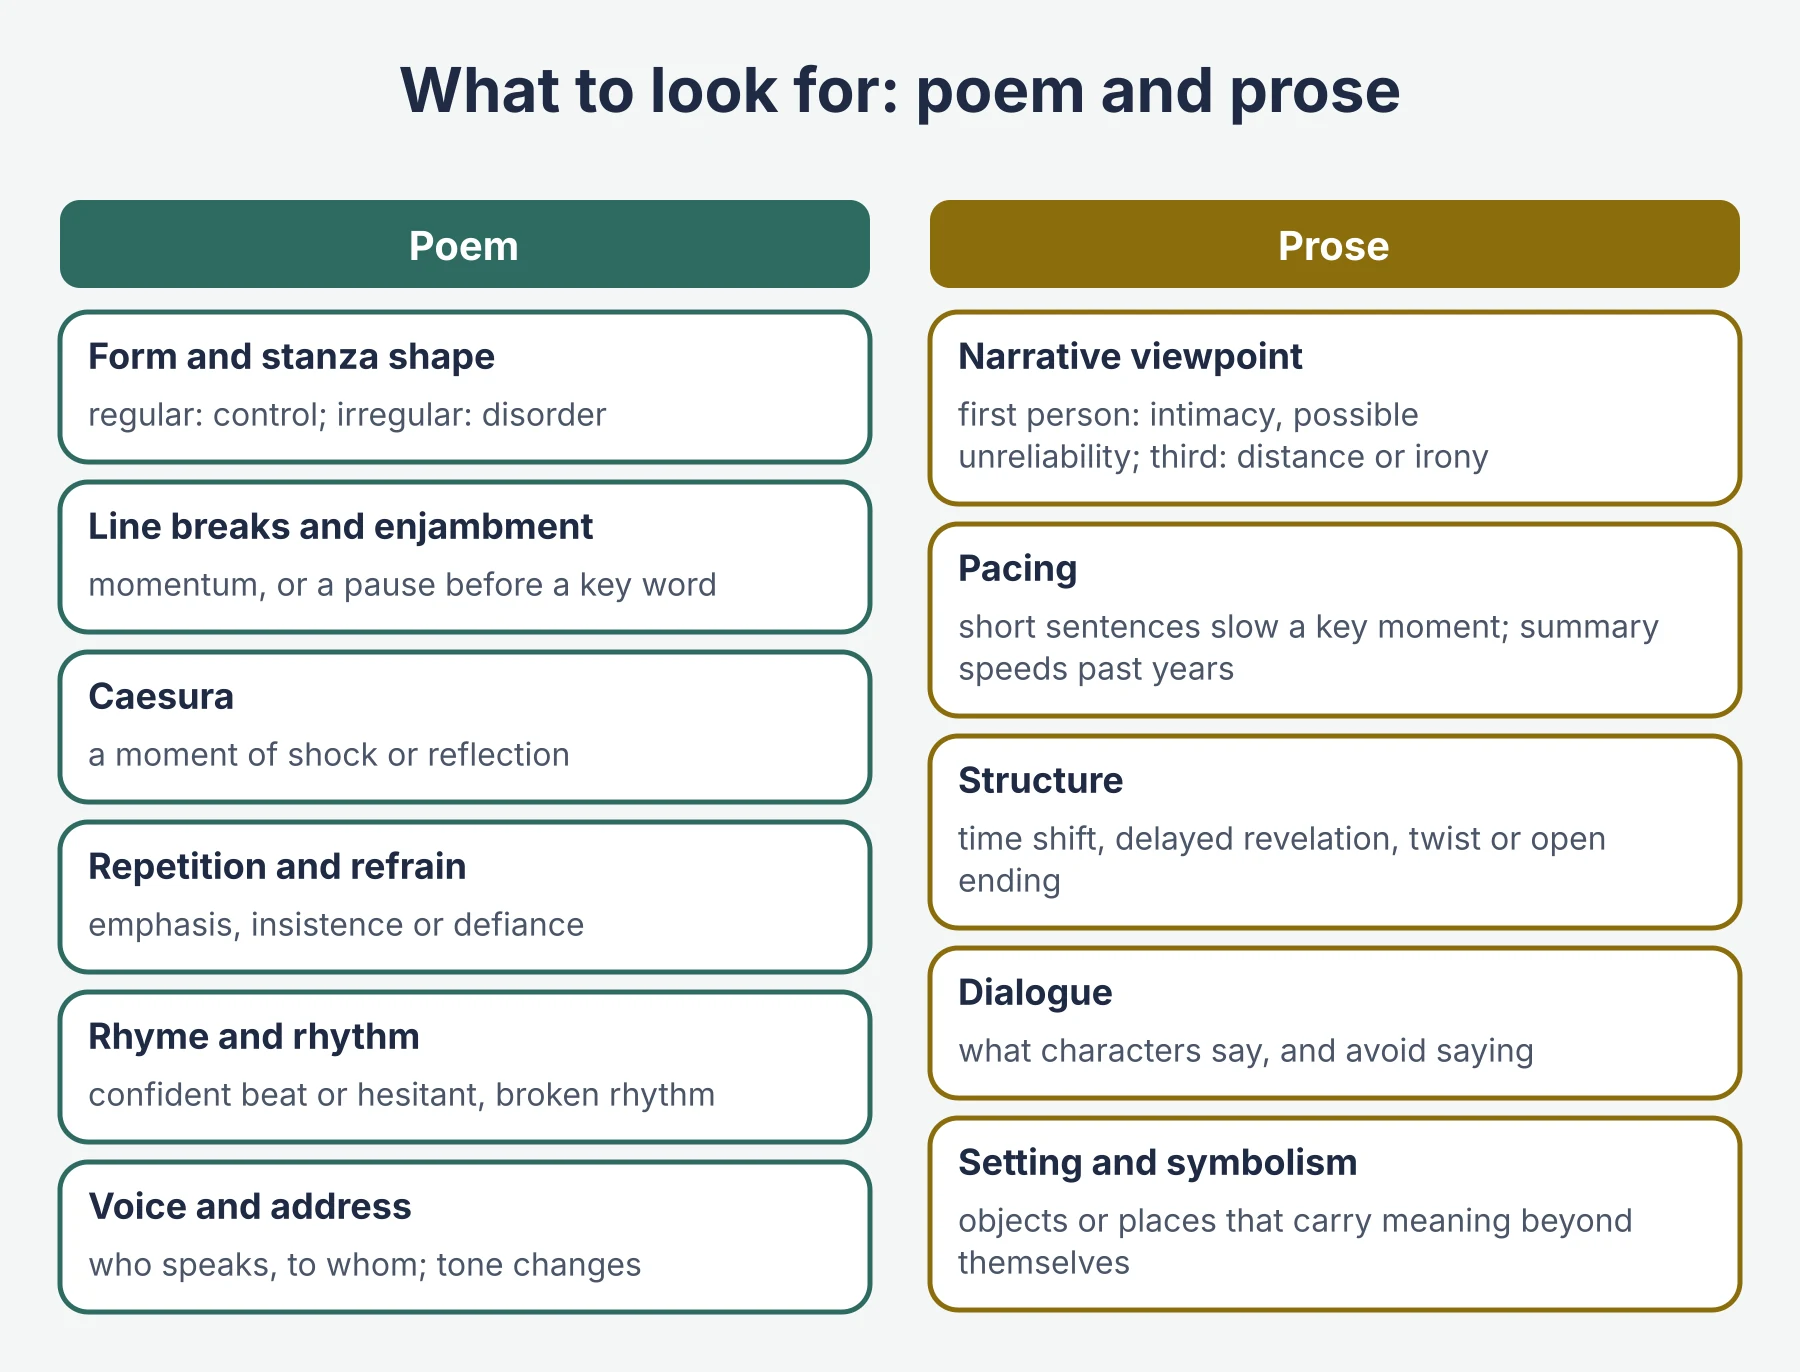 What to look for: poem and prose
Poem
Form and stanza shape
regular: control; irregular: disorder
Line breaks and enjambment
momentum, or a pause before a key word
Caesura
a moment of shock or reflection
Repetition and refrain
emphasis, insistence or defiance
Rhyme and rhythm
confident beat or hesitant, broken rhythm
Voice and address
who speaks, to whom; tone changes
Prose
Narrative viewpoint
first person: intimacy, possible
unreliability; third: distance or irony
Pacing
short sentences slow a key moment; summary
speeds past years
Structure
time shift, delayed revelation, twist or open
ending
Dialogue
what characters say, and avoid saying
Setting and symbolism
objects or places that carry meaning beyond
themselves